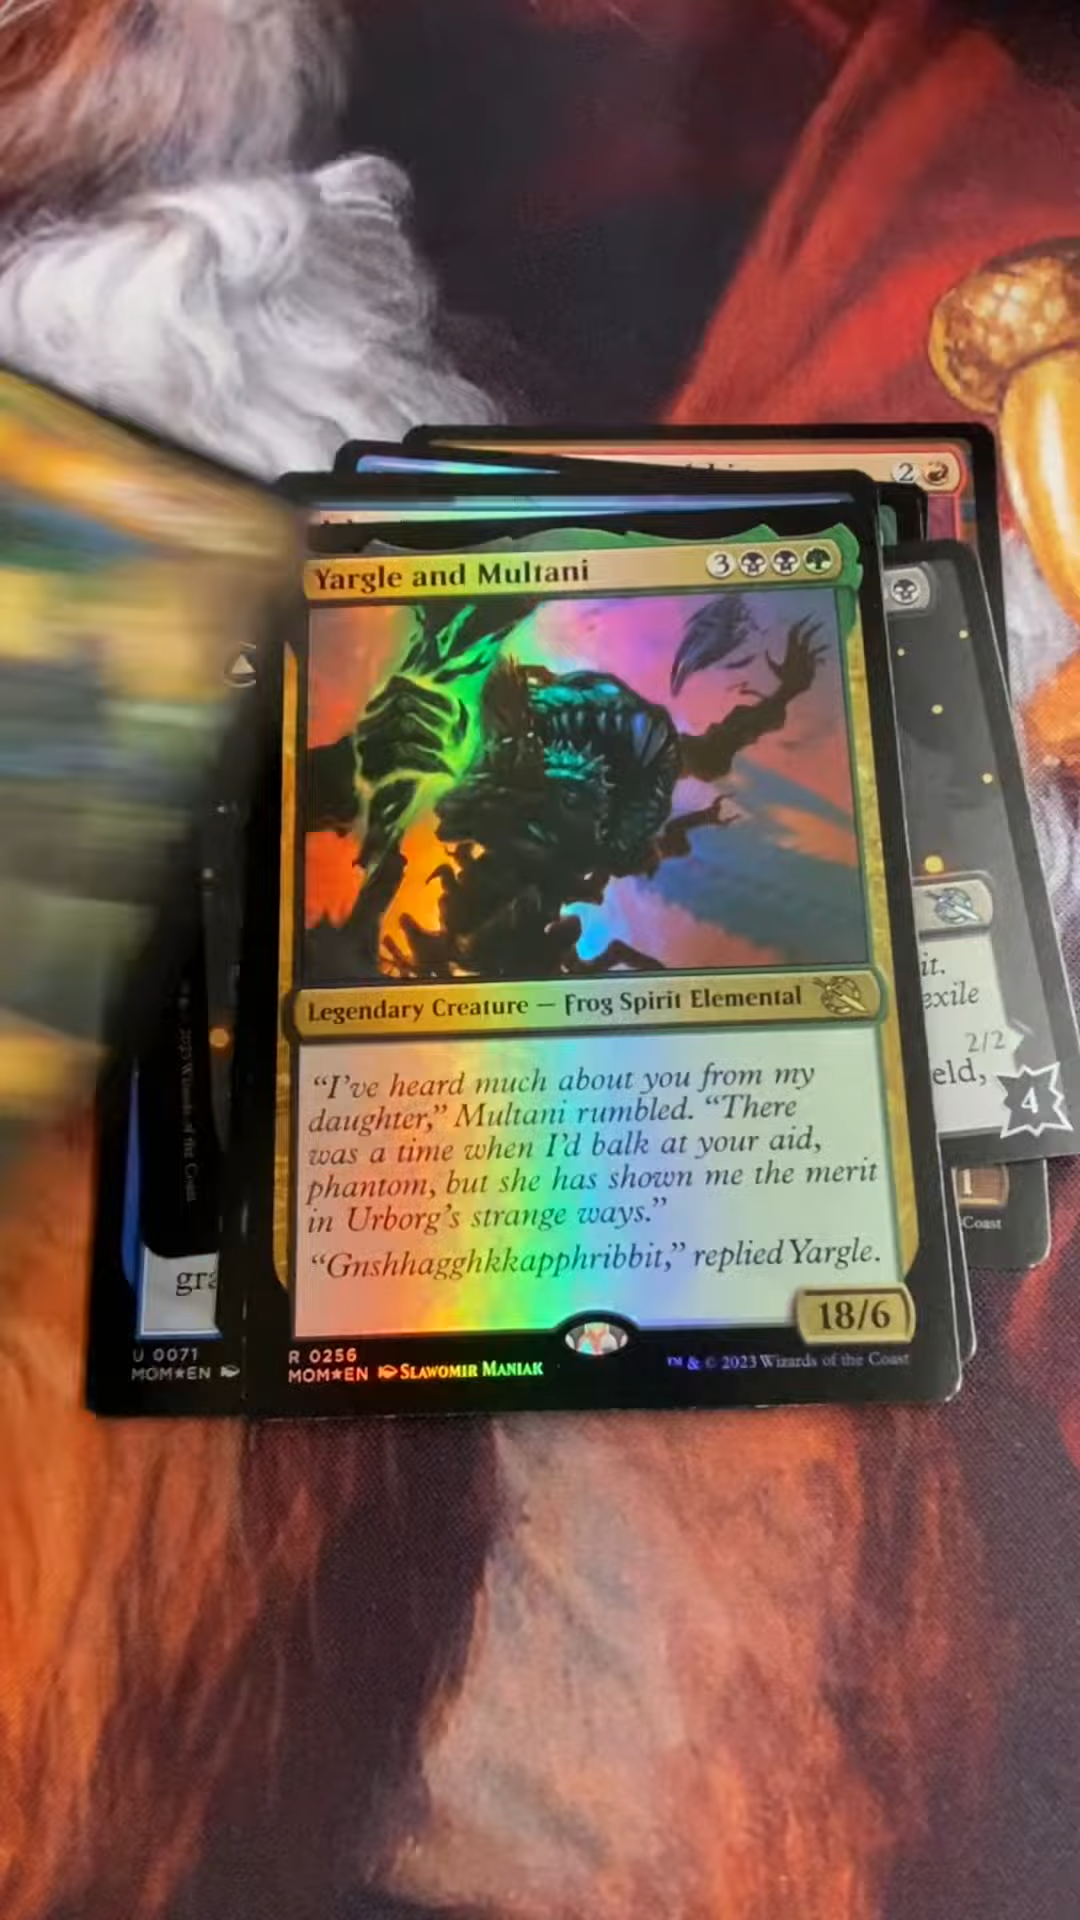 2
Yargle and Multani
3
Legendary Creature — Frog Spirit Elemental
it.
exile
2/2
eld,
4
"I've heard much about you from my
daughter," Multani rumbled. "There
was a time when I'd balk at your aid,
phantom, but she has shown me the merit
in Urborg's strange ways."
"Gnshhagghkkapphribbit," replied Yargle.
18/6
1
Coast
gra
U 0071
MOM★EN
R 0256
MOM★EN SLAWOMIR MANIAK
™ & © 2023 Wizards of the Coast